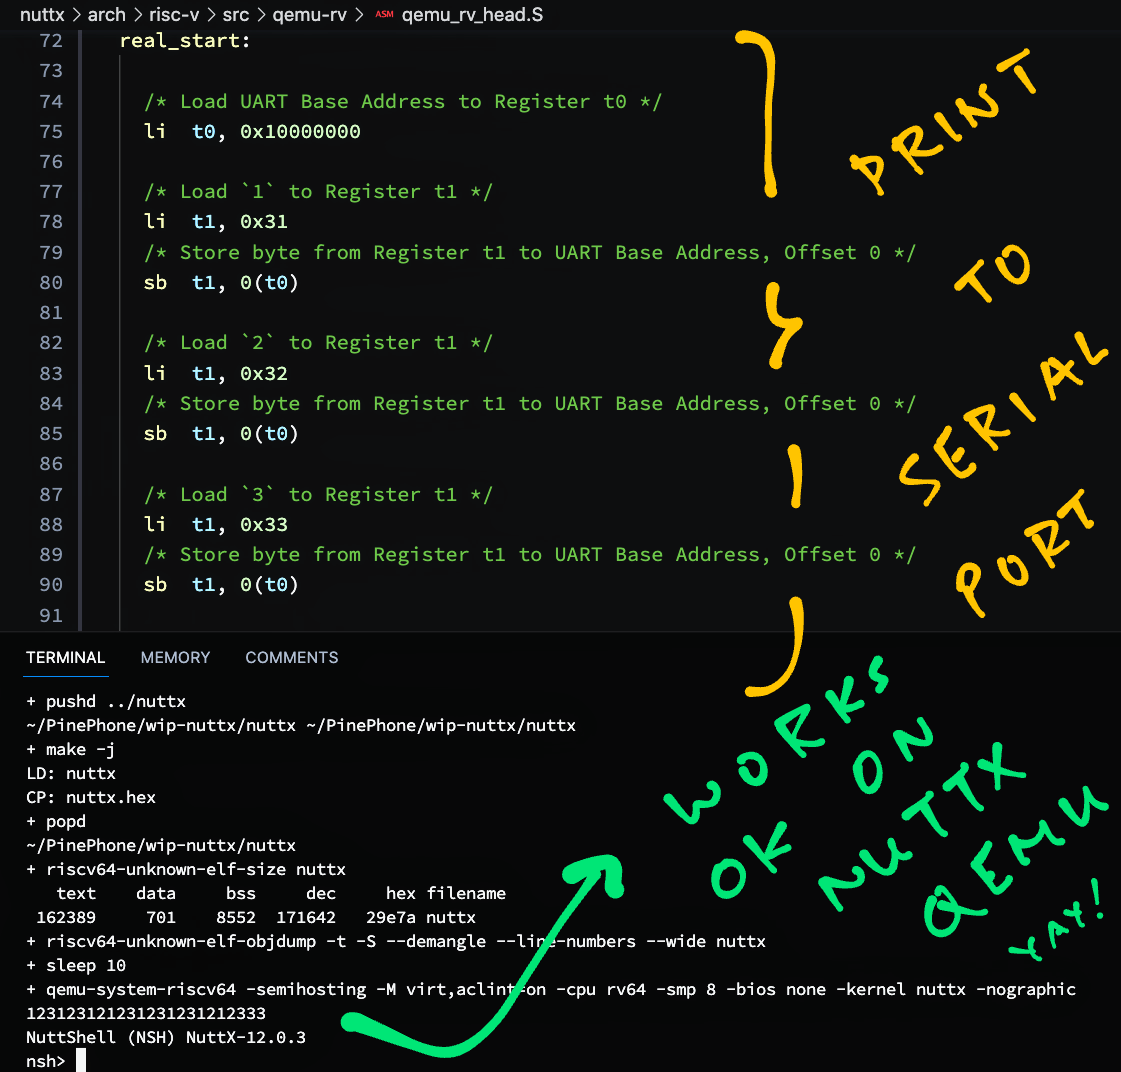 nuttx > arch > risc-v > src > qemu-rv > ASM qemu_rv_head.S
72 real_start:
73
74 /* Load UART Base Address to Register t0 */
75 li t0, 0x10000000
76
77 /* Load `1` to Register t1 */
78 li t1, 0x31
79 /* Store byte from Register t1 to UART Base Address, Offset 0 */
80 sb t1, 0(t0)
81
82 /* Load `2` to Register t1 */
83 li t1, 0x32
84 /* Store byte from Register t1 to UART Base Address, Offset 0 */
85 sb t1, 0(t0)
86
87 /* Load `3` to Register t1 */
88 li t1, 0x33
89 /* Store byte from Register t1 to UART Base Address, Offset 0 */
90 sb t1, 0(t0)
91
PRINT
TO
SERIAL
PORT
TERMINAL MEMORY COMMENTS
+ pushd ../nuttx
~/PinePhone/wip-nuttx/nuttx ~/PinePhone/wip-nuttx/nuttx
+ make -j
LD: nuttx
CP: nuttx.hex
+ popd
~/PinePhone/wip-nuttx/nuttx
+ riscv64-unknown-elf-size nuttx
text data bss dec hex filename
162389 701 8552 171642 29e7a nuttx
+ riscv64-unknown-elf-objdump -t -S --demangle --line-numbers --wide nuttx
+ sleep 10
+ qemu-system-riscv64 -semihosting -M virt,aclint=on -cpu rv64 -smp 8 -bios none -kernel nuttx -nographic
123123121231231231212333
NuttShell (NSH) NuttX-12.0.3
nsh>
WORKS
OK ON
NUTTX
QEMU
YAY!